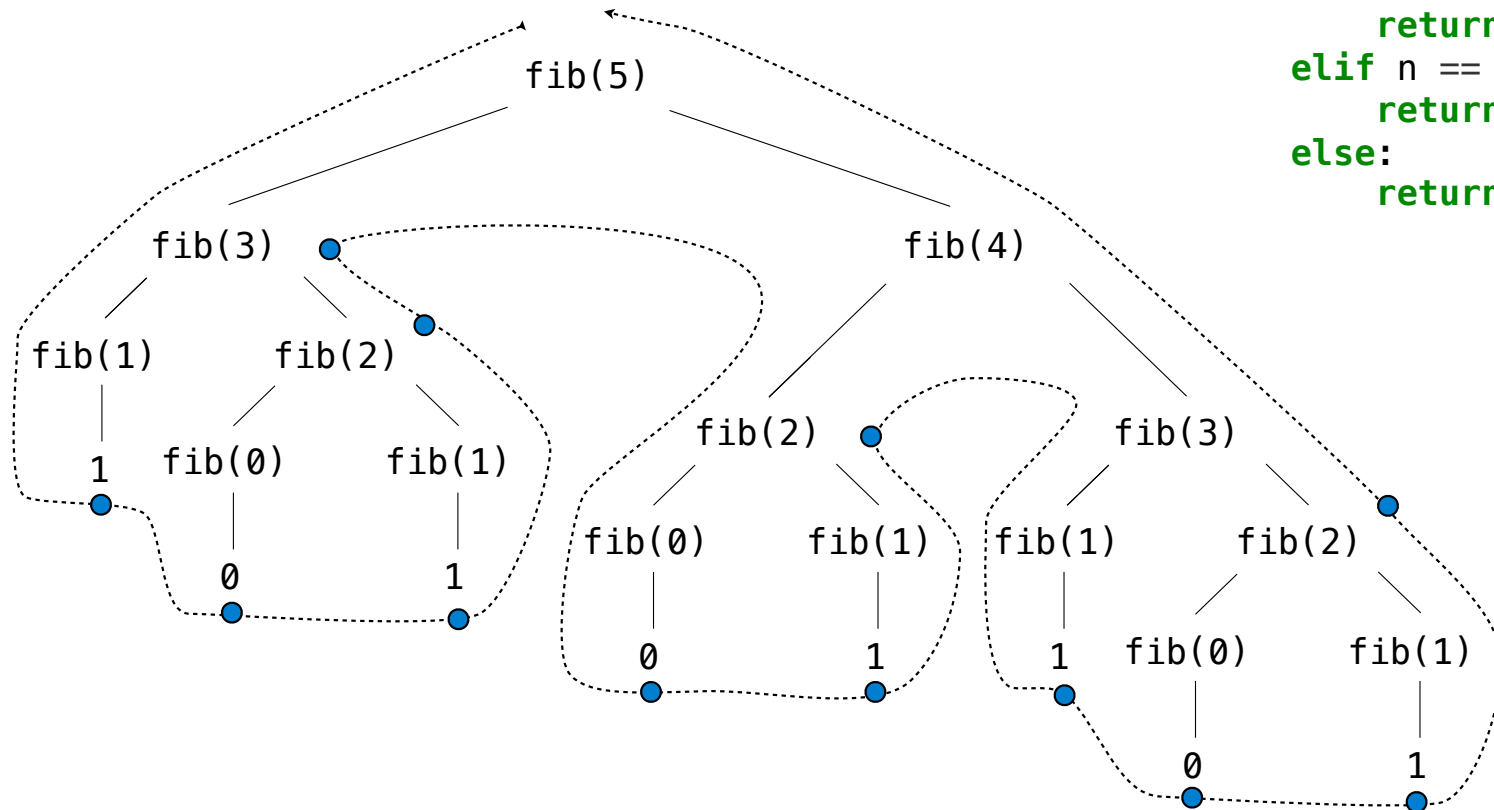 return
elif n ==
return
else:
return
fib(5)
fib(3) fib(4)
fib(1) fib(2)
fib(2) fib(3)
1 fib(0) fib(1)
fib(0) fib(1) fib(1) fib(2)
0 1
0 1 1 fib(0) fib(1)
0 1